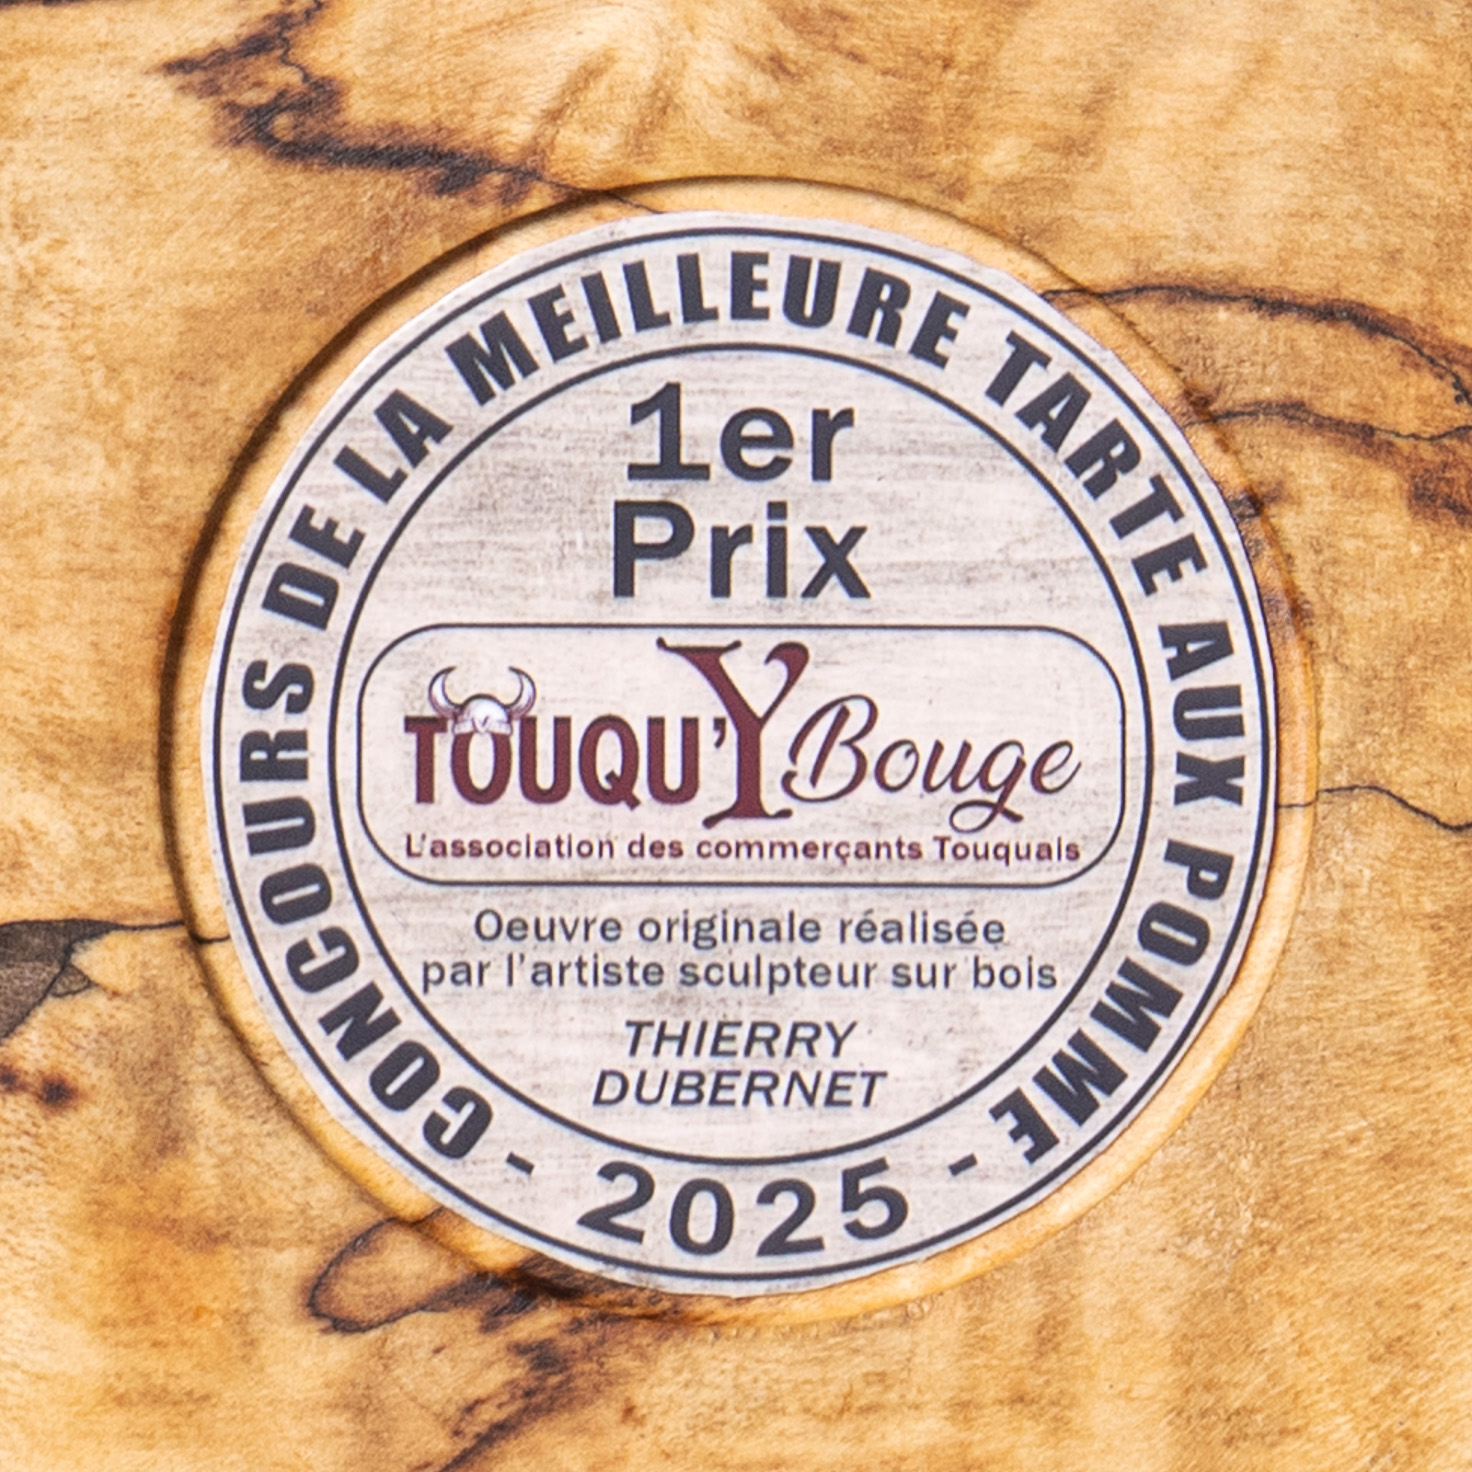 CONCOURS DE LA MEILLEURE TARTE AUX POMME
1er
Prix
TOUQU'Y Bouge
L'association des commerçants Touquais
Oeuvre originale réalisée
par l'artiste sculpteur sur bois
THIERRY
DUBERNET
- 2025 -